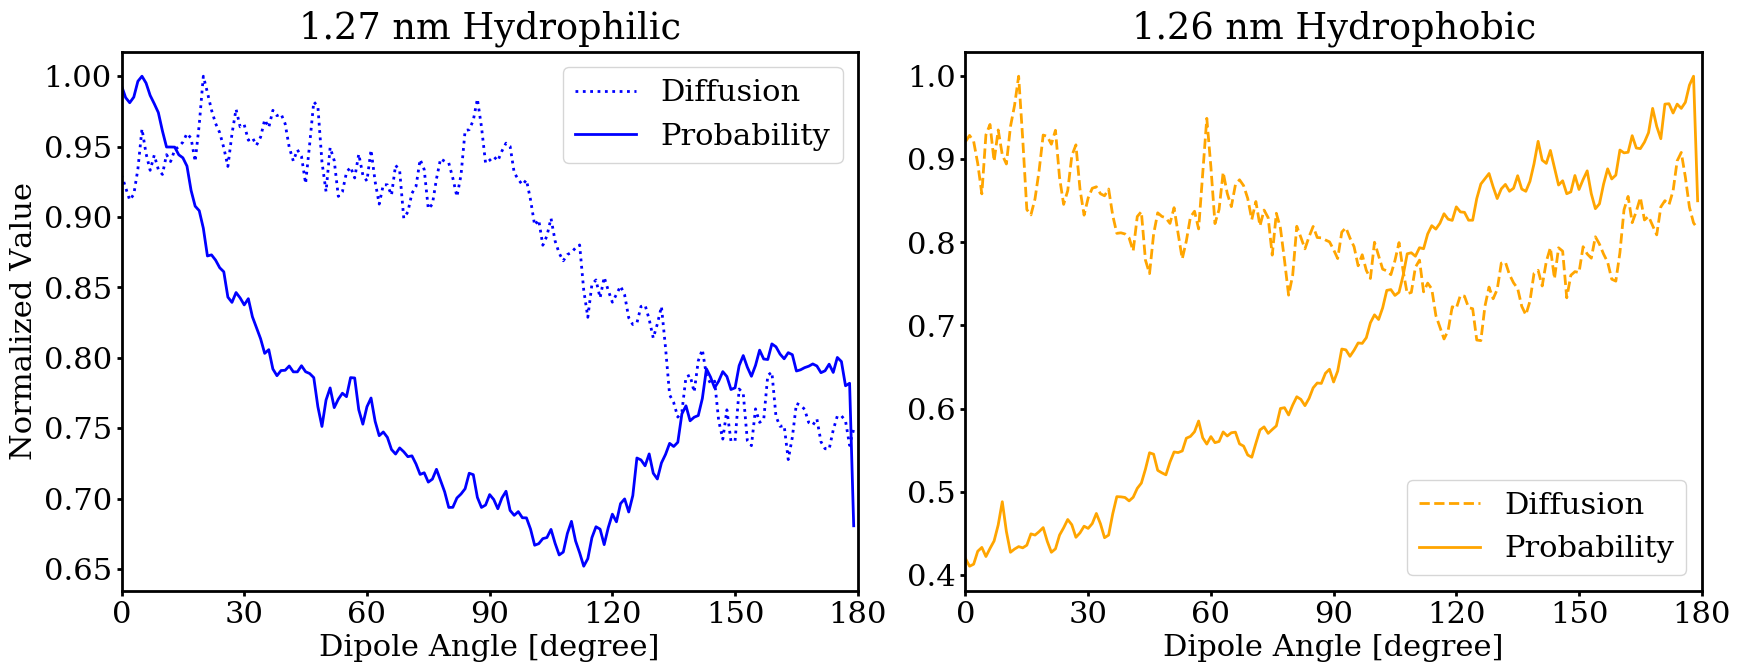 1.27 nm Hydrophilic
Normalized Value
1.00
0.95
0.90
0.85
0.80
0.75
0.70
0.65
Diffusion
Probability
0 30 60 90 120 150 180
Dipole Angle [degree]
1.26 nm Hydrophobic
1.0
0.9
0.8
0.7
0.6
0.5
0.4
Diffusion
Probability
0 30 60 90 120 150 180
Dipole Angle [degree]